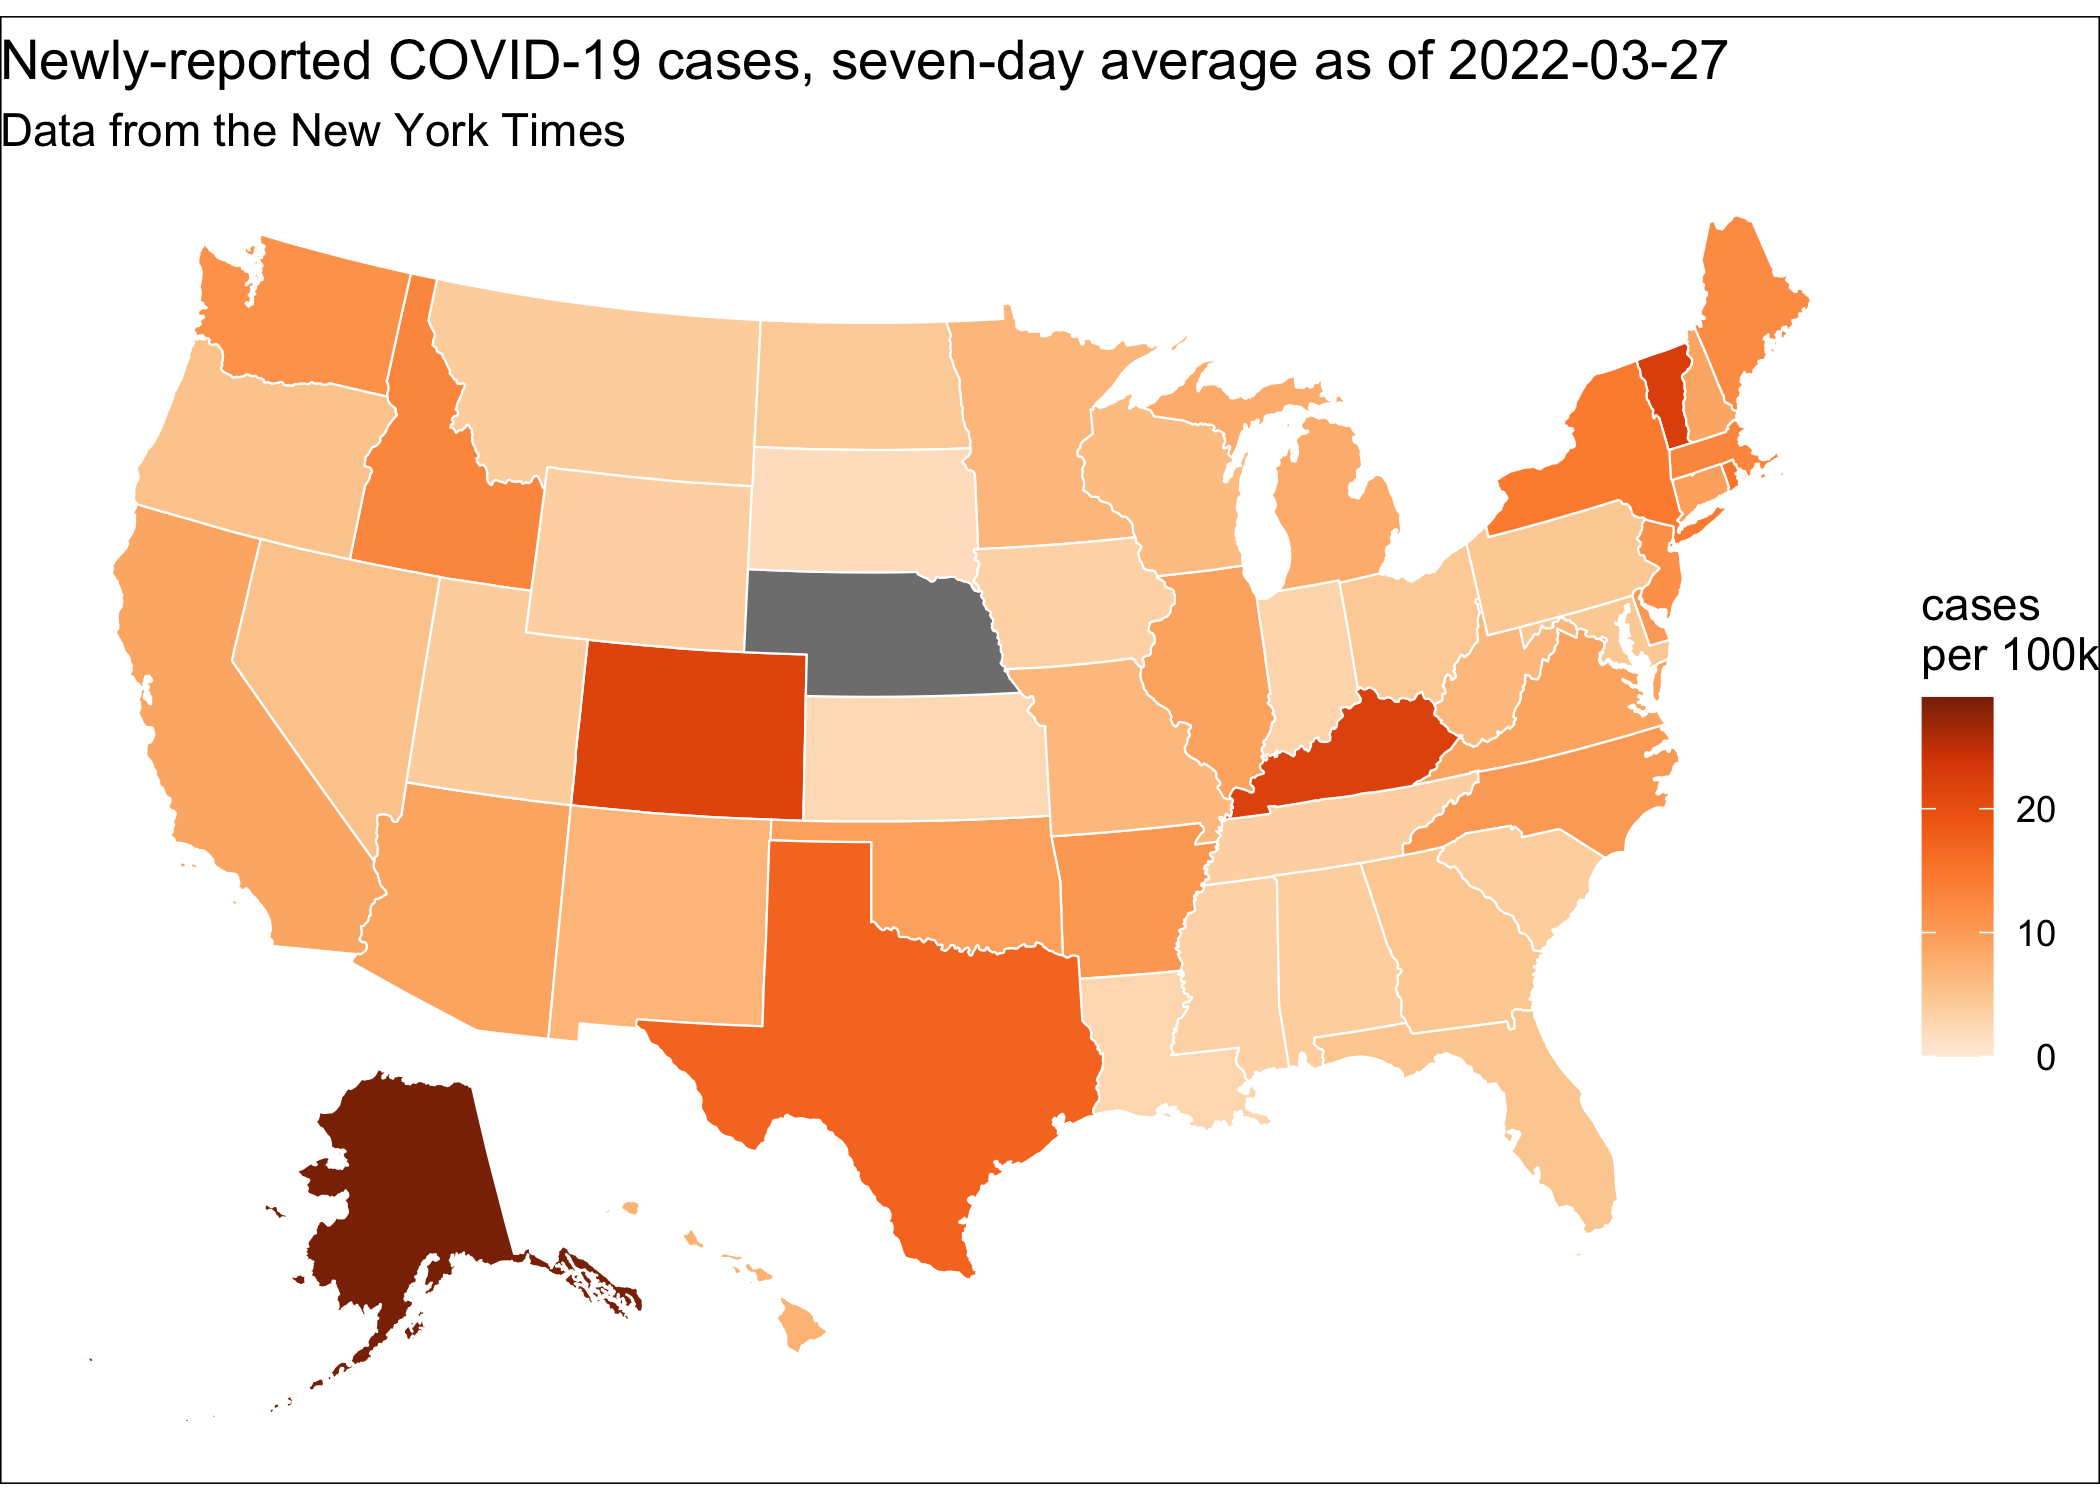 Newly-reported COVID-19 cases, seven-day average as of 2022-03-27
Data from the New York Times
cases
per 100k
20
10
0